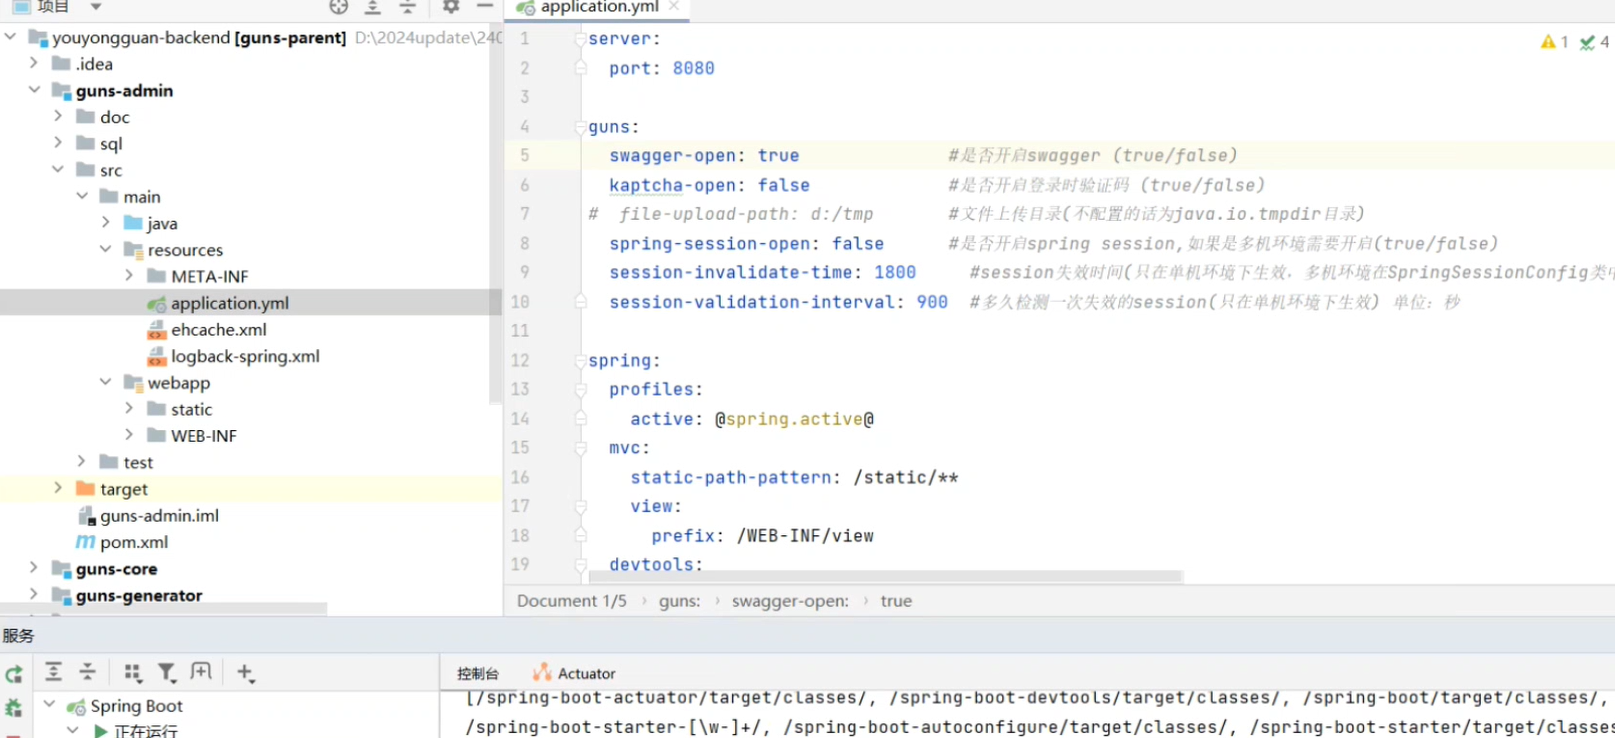 项目
youyongguan-backend [guns-parent] D:\2024update\240
.idea
guns-admin
doc
sql
src
main
java
resources
META-INF
application.yml
ehcache.xml
logback-spring.xml
webapp
static
WEB-INF
test
target
guns-admin.iml
pom.xml
guns-core
guns-generator
application.yml
1 server:
2 port: 8080
3
4 guns:
5 swagger-open: true #是否开启swagger (true/false)
6 kaptcha-open: false #是否开启登录时验证码 (true/false)
7 # file-upload-path: d:/tmp #文件上传目录(不配置的话为java.io.tmpdir目录)
8 spring-session-open: false #是否开启spring session,如果是多机环境需要开启(true/false)
9 session-invalidate-time: 1800 #session失效时间(只在单机环境下生效，多机环境在SpringSessionConfig类中
10 session-validation-interval: 900 #多久检测一次失效的session(只在单机环境下生效) 单位：秒
11
12 spring:
13 profiles:
14 active: @spring.active@
15 mvc:
16 static-path-pattern: /static/**
17 view:
18 prefix: /WEB-INF/view
19 devtools:
1 4
Document 1/5 › guns: › swagger-open: › true
服务
Spring Boot
正在运行
控制台 Actuator
[/spring-boot-actuator/target/classes/, /spring-boot-devtools/target/classes/, /spring-boot/target/classes/,
/spring-boot-starter-[\w-]+/, /spring-boot-autoconfigure/target/classes/, /spring-boot-starter/target/classes